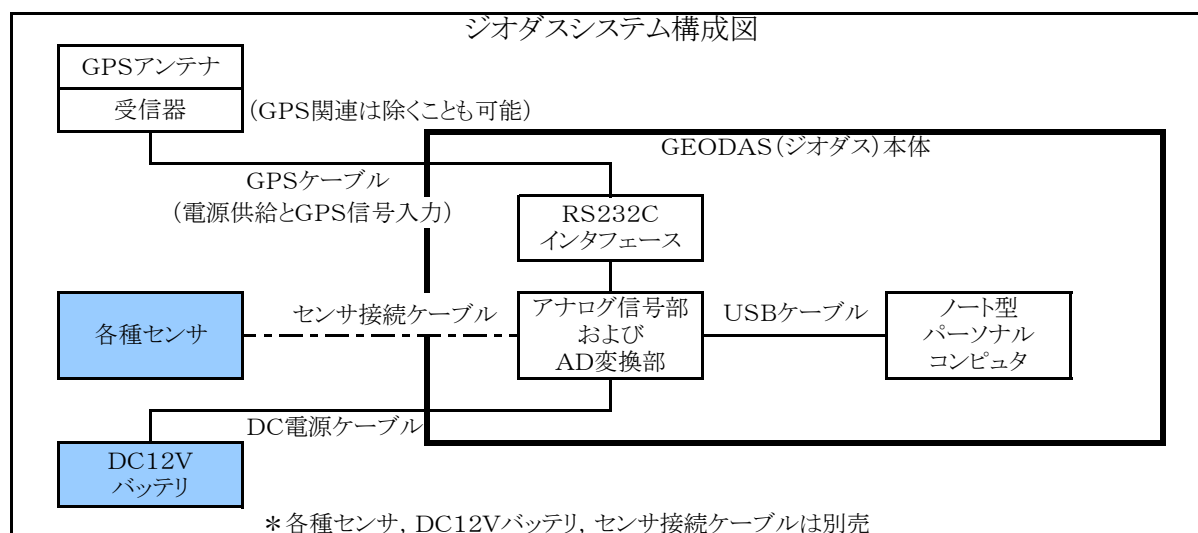 ジオダスシステム構成図
GPSアンテナ
受信器
(GPS関連は除くことも可能)
GEODAS(ジオダス)本体
GPSケーブル
(電源供給とGPS信号入力)
RS232C
インタフェース
各種センサ
センサ接続ケーブル
アナログ信号部
および
AD変換部
USBケーブル
ノート型
パーソナル
コンピュタ
DC電源ケーブル
DC12V
バッテリ
＊各種センサ, DC12Vバッテリ, センサ接続ケーブルは別売